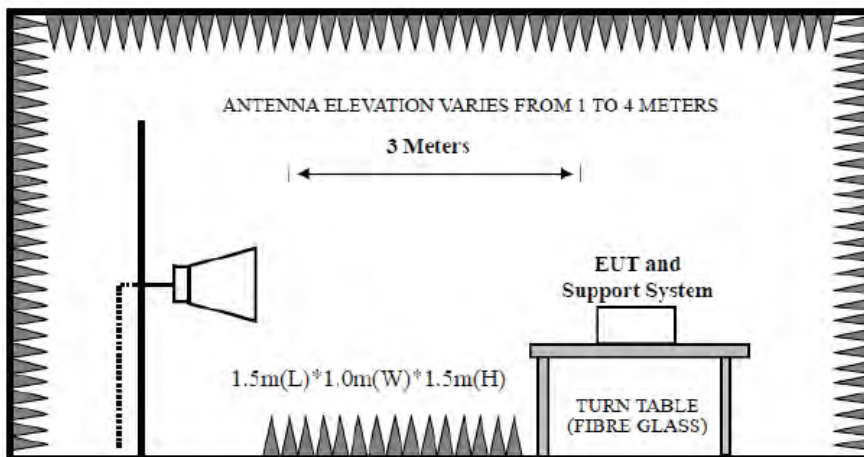 ANTENNA ELEVATION VARIES FROM 1 TO 4 METERS
3 Meters
EUT and
Support System
1.5m(L)*1.0m(W)*1.5m(H)
TURN TABLE
(FIBRE GLASS)